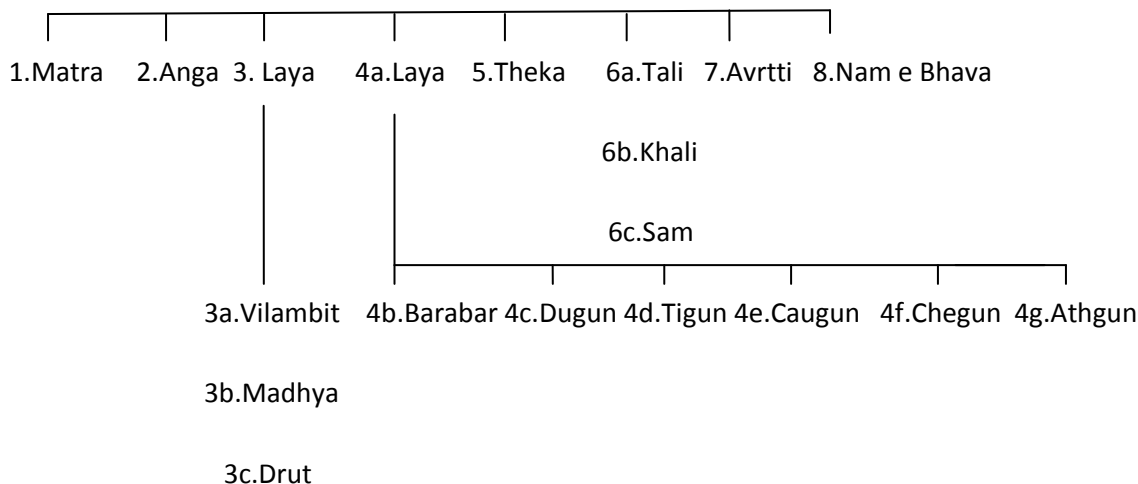 1.Matra 2.Anga 3. Laya 4a.Laya 5.Theka 6a.Tali 7.Avrtti 8.Nam e Bhava
6b.Khali
6c.Sam
3a.Vilambit 4b.Barabar 4c.Dugun 4d.Tigun 4e.Caugun 4f.Chegun 4g.Athgun
3b.Madhya
3c.Drut